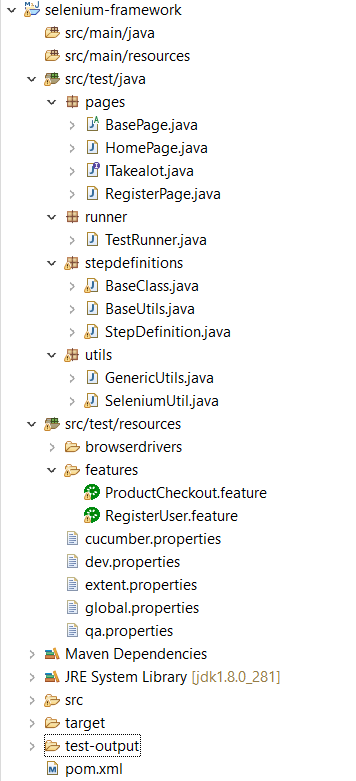 selenium-framework
src/main/java
src/main/resources
src/test/java
pages
BasePage.java
HomePage.java
ITakealot.java
RegisterPage.java
runner
TestRunner.java
stepdefinitions
BaseClass.java
BaseUtils.java
StepDefinition.java
utils
GenericUtils.java
SeleniumUtil.java
src/test/resources
browserdrivers
features
ProductCheckout.feature
RegisterUser.feature
cucumber.properties
dev.properties
extent.properties
global.properties
qa.properties
Maven Dependencies
JRE System Library [jdk1.8.0_281]
src
target
test-output
pom.xml